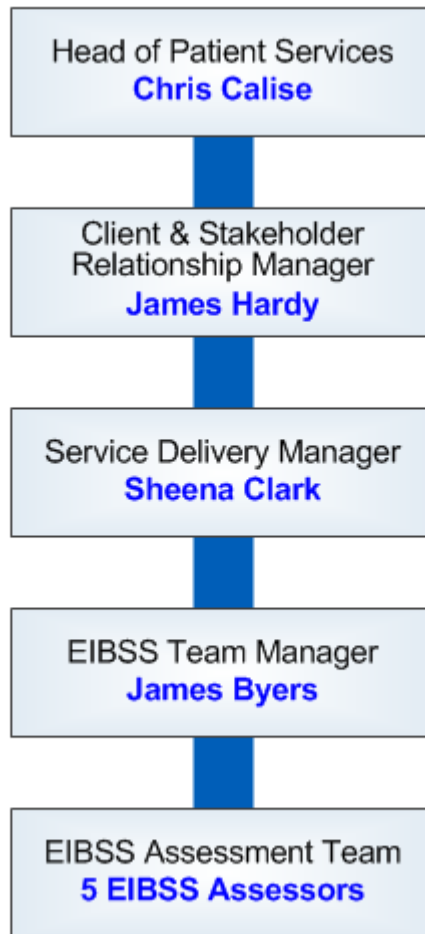 Head of Patient Services
Chris Calise
Client & Stakeholder
Relationship Manager
James Hardy
Service Delivery Manager
Sheena Clark
EIBSS Team Manager
James Byers
EIBSS Assessment Team
5 EIBSS Assessors